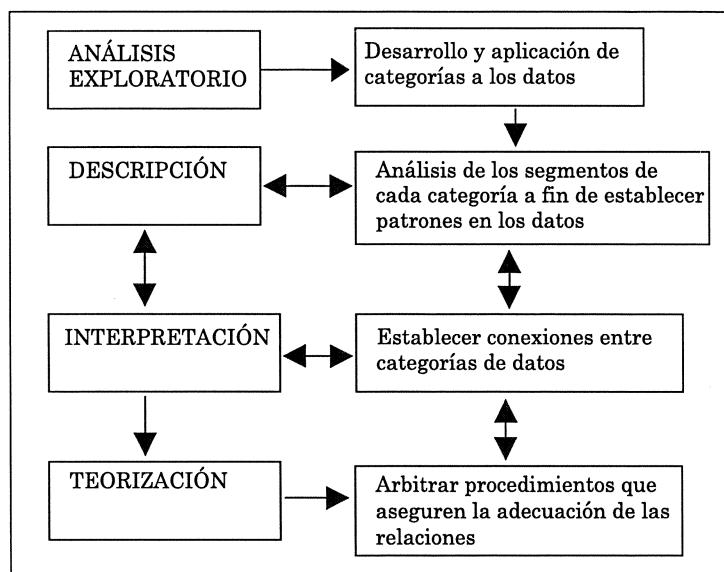 ANÁLISIS
EXPLORATORIO
Desarrollo y aplicación de
categorías a los datos
DESCRIPCIÓN
Análisis de los segmentos de
cada categoría a fin de establecer
patrones en los datos
INTERPRETACIÓN
Establecer conexiones entre
categorías de datos
TEORIZACIÓN
Arbitrar procedimientos que
aseguren la adecuación de las
relaciones